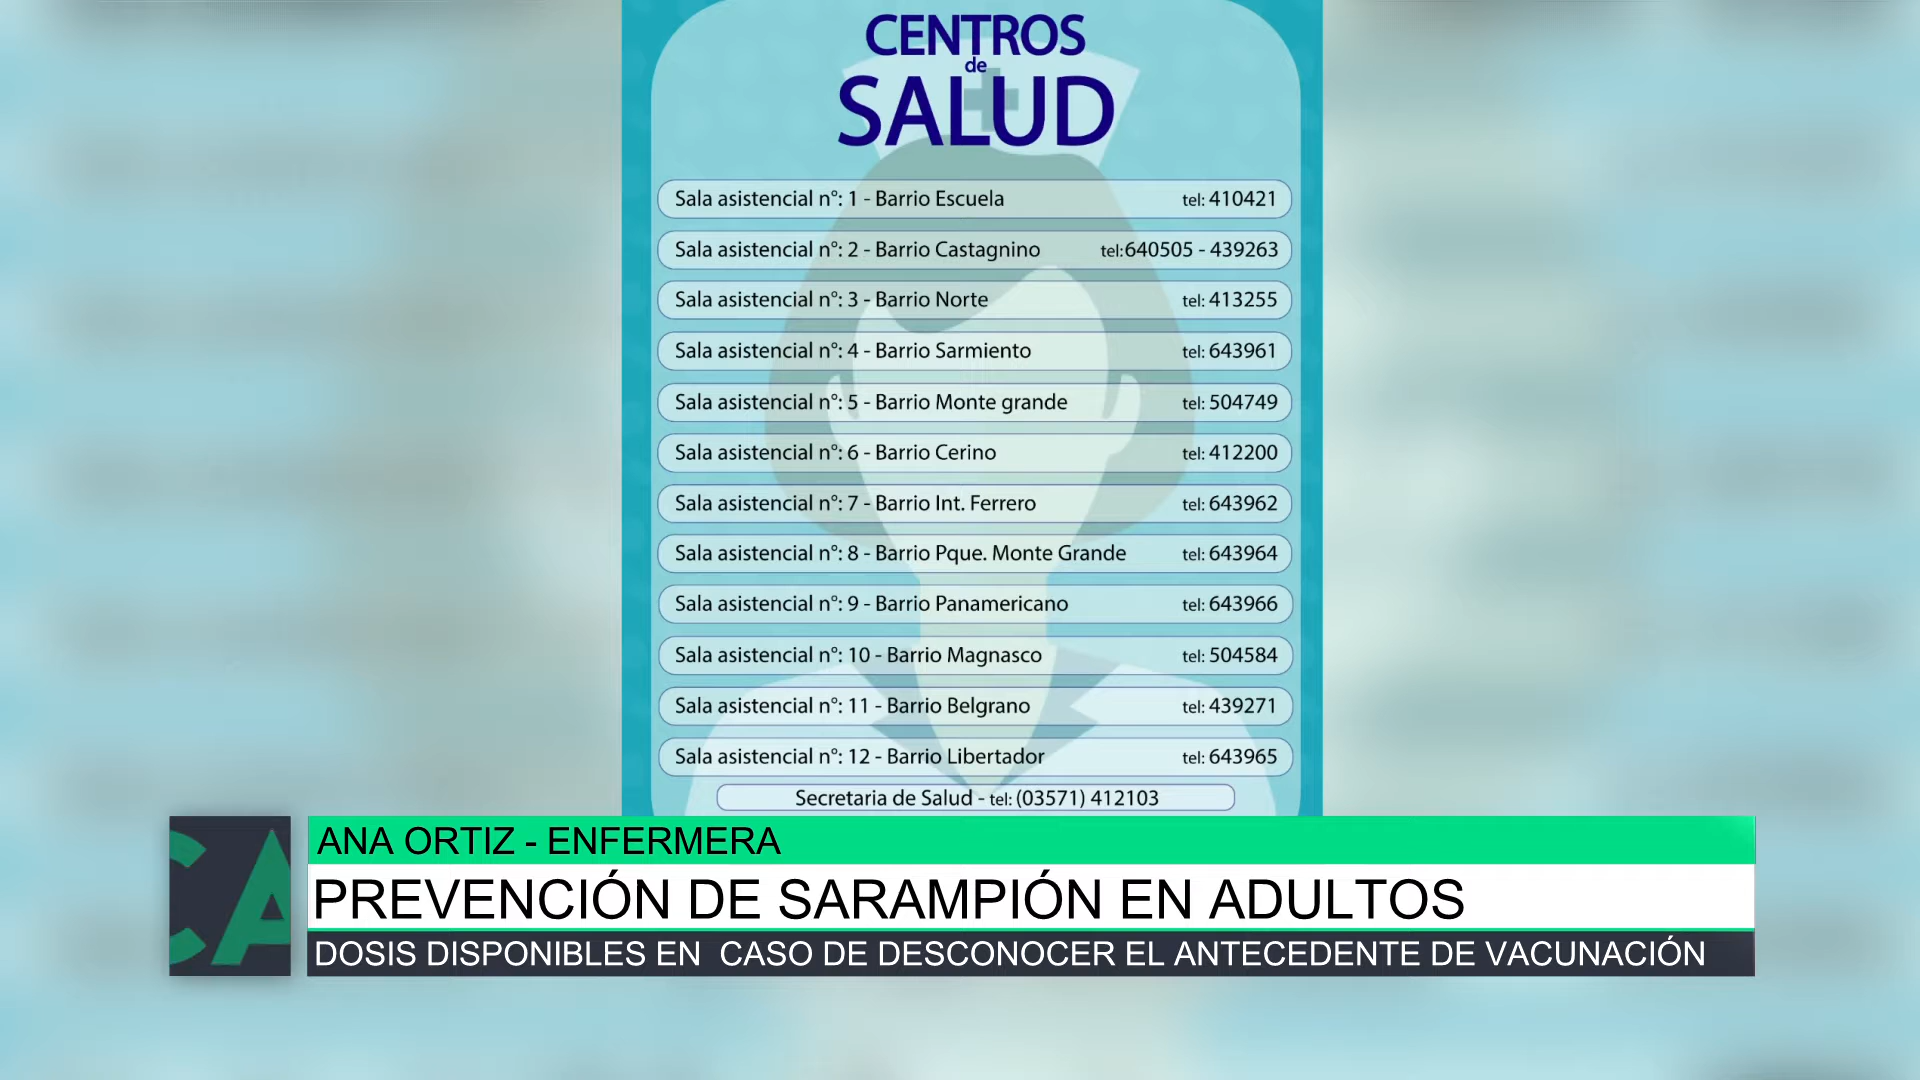 CENTROS
de
SALUD
Sala asistencial n°: 1 - Barrio Escuela tel: 410421
Sala asistencial n°: 2 - Barrio Castagnino tel:640505 - 439263
Sala asistencial n°: 3 - Barrio Norte tel: 413255
Sala asistencial n°: 4 - Barrio Sarmiento tel: 643961
Sala asistencial n°: 5 - Barrio Monte grande tel: 504749
Sala asistencial n°: 6 - Barrio Cerino tel: 412200
Sala asistencial n°: 7 - Barrio Int. Ferrero tel: 643962
Sala asistencial n°: 8 - Barrio Pque. Monte Grande tel: 643964
Sala asistencial n°: 9 - Barrio Panamericano tel: 643966
Sala asistencial n°: 10 - Barrio Magnasco tel: 504584
Sala asistencial n°: 11 - Barrio Belgrano tel: 439271
Sala asistencial n°: 12 - Barrio Libertador tel: 643965
Secretaria de Salud - tel: (03571) 412103
CA
ANA ORTIZ - ENFERMERA
PREVENCIÓN DE SARAMPIÓN EN ADULTOS
DOSIS DISPONIBLES EN  CASO DE DESCONOCER EL ANTECEDENTE DE VACUNACIÓN